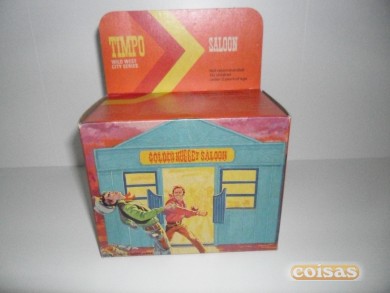 TIMPO
WILD WEST
CITY SERIES
SALOON
GOLDEN NUGGET SALOON
coisas